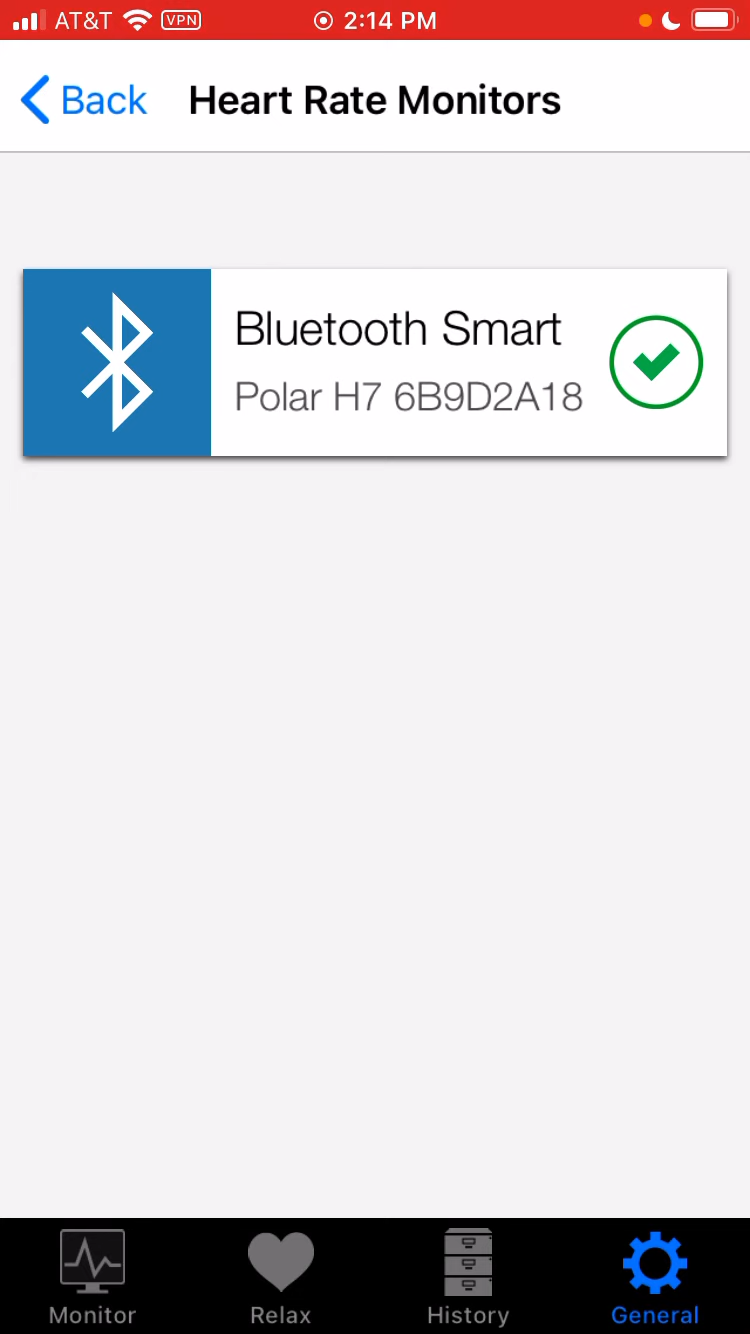 AT&T VPN 2:14 PM
Back Heart Rate Monitors
Bluetooth Smart
Polar H7 6B9D2A18
Monitor Relax History General